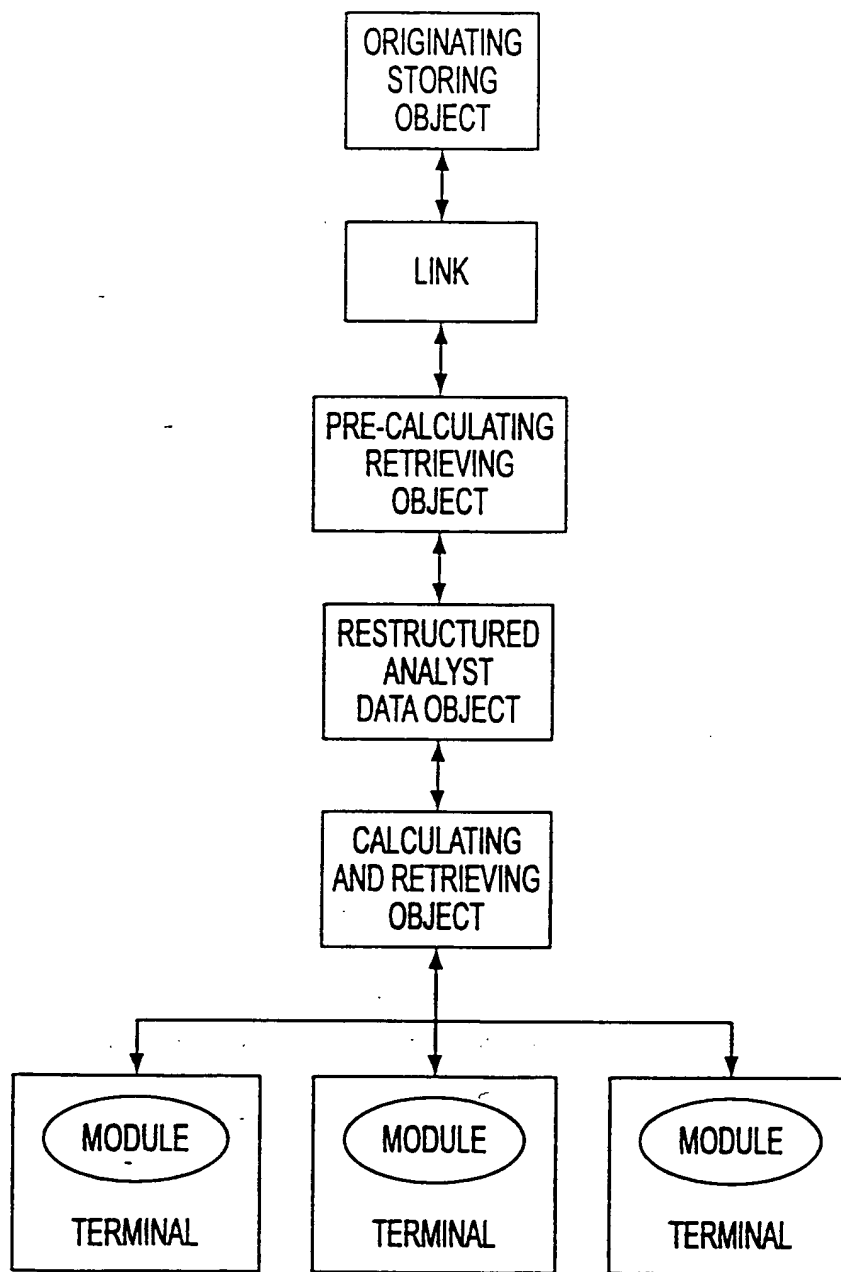 ORIGINATING
STORING
OBJECT
LINK
PRE-CALCULATING
RETRIEVING
OBJECT
RESTRUCTURED
ANALYST
DATA OBJECT
CALCULATING
AND RETRIEVING
OBJECT
MODULE
TERMINAL
MODULE
TERMINAL
MODULE
TERMINAL